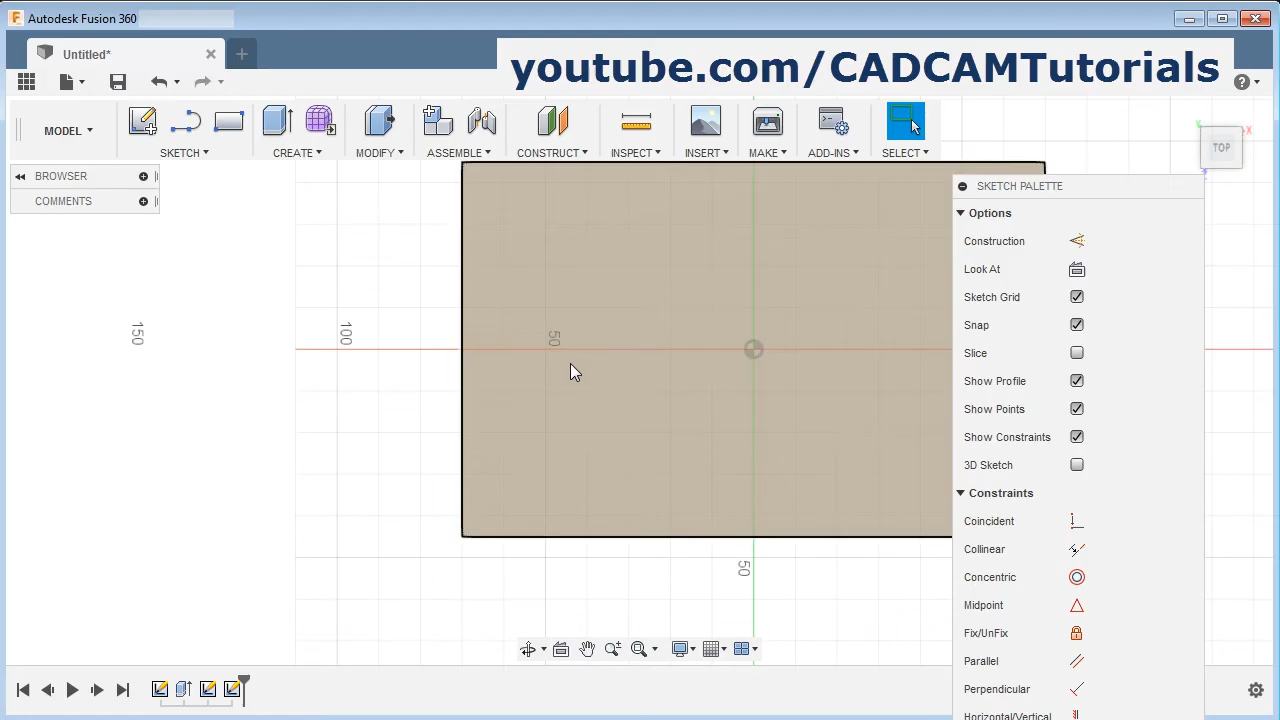 Autodesk Fusion 360
Untitled*
youtube.com/CADCAMTutorials
MODEL
SKETCH
CREATE
MODIFY
ASSEMBLE
CONSTRUCT
INSPECT
INSERT
MAKE
ADD-INS
SELECT
TOP
X
Y
BROWSER
COMMENTS
150
100
50
50
SKETCH PALETTE
Options
Construction
Look At
Sketch Grid
Snap
Slice
Show Profile
Show Points
Show Constraints
3D Sketch
Constraints
Coincident
Collinear
Concentric
Midpoint
Fix/UnFix
Parallel
Perpendicular
Horizontal/Vertical